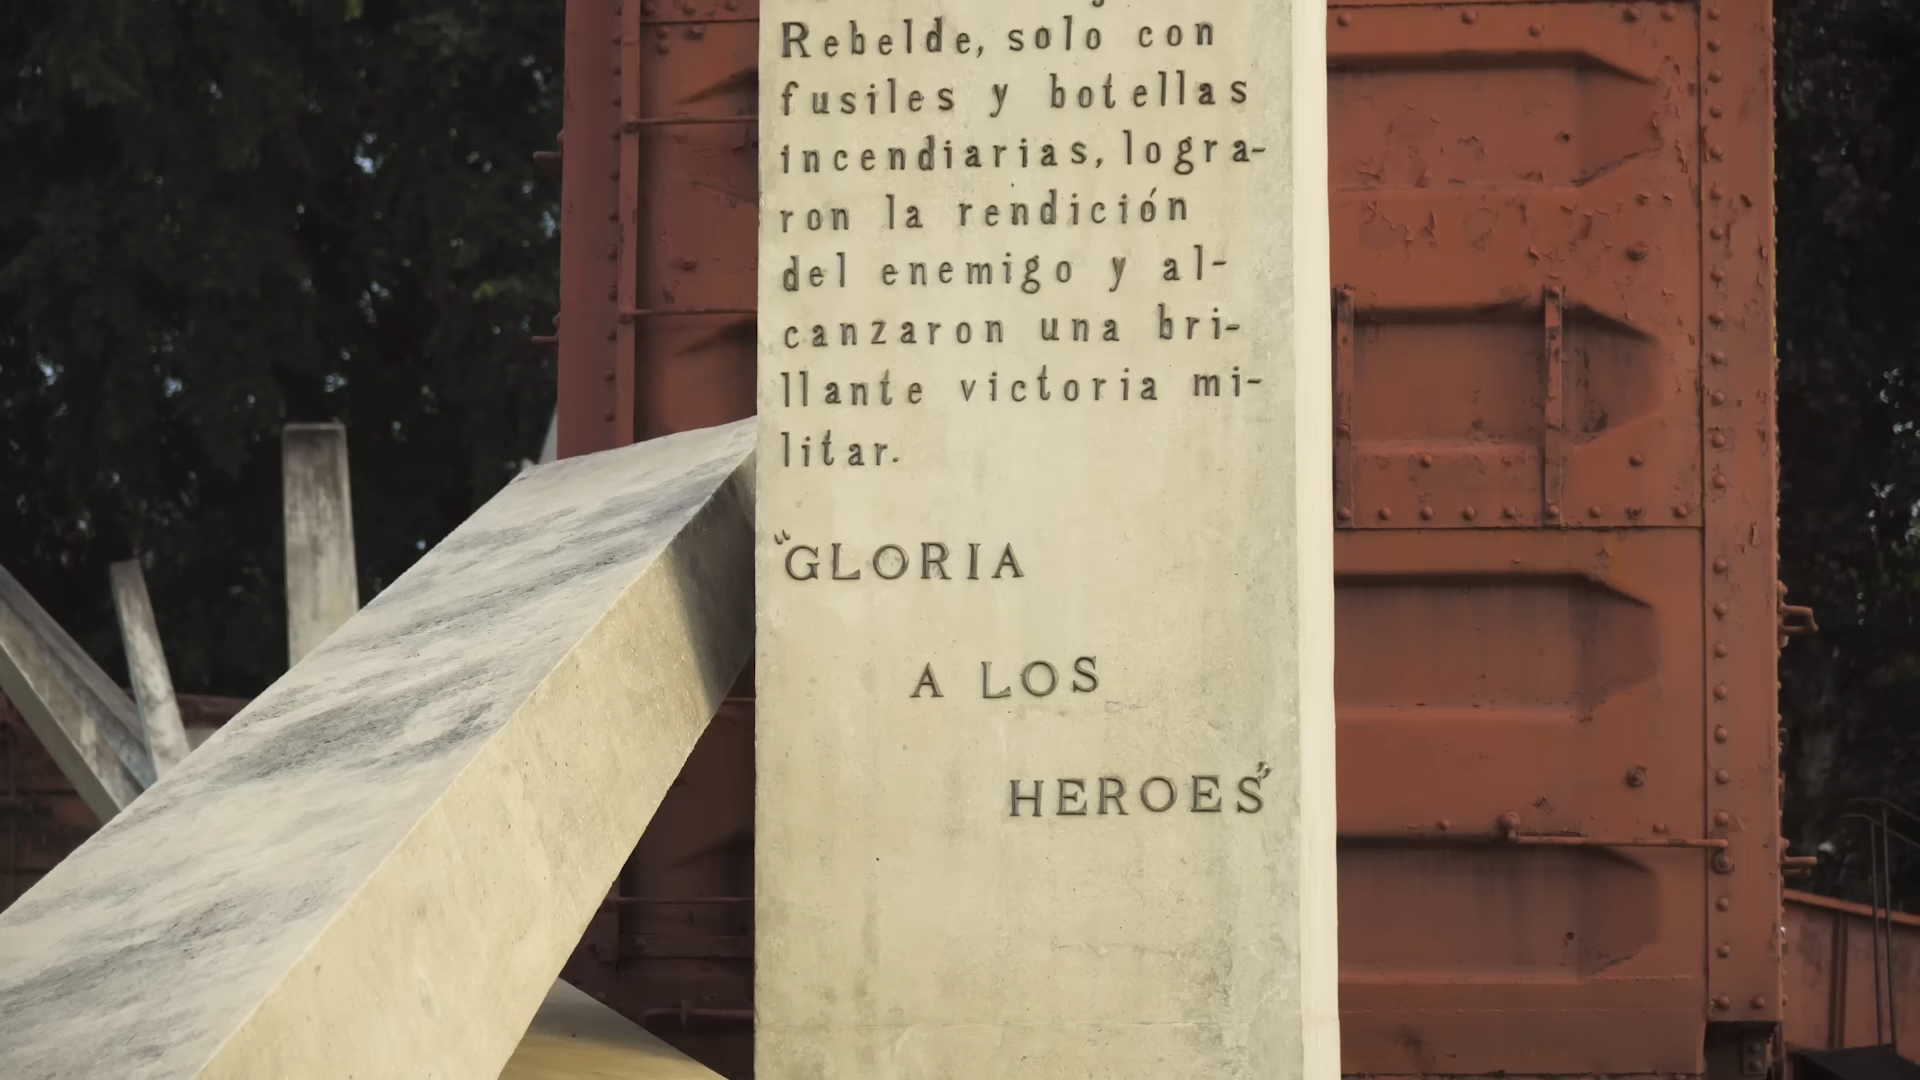 Rebelde, solo con
fusiles y botellas
incendiarias, logra-
ron la rendición
del enemigo y al-
canzaron una bri-
llante victoria mi-
litar.
"GLORIA
A LOS
HEROES"